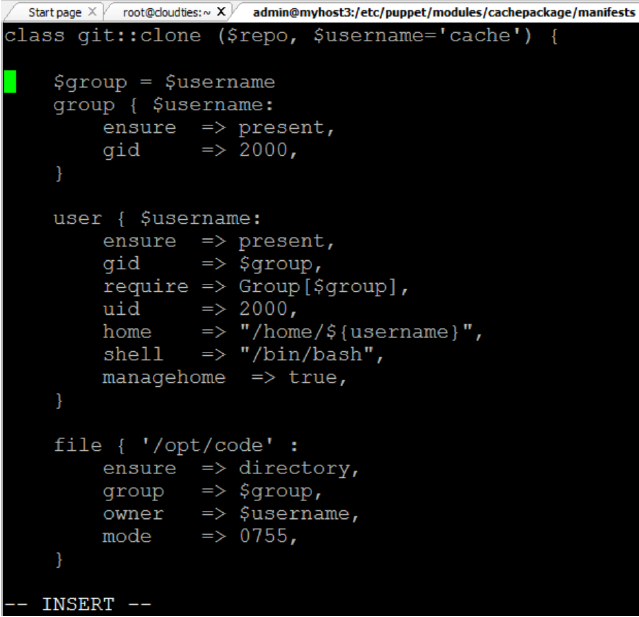 Start page
root@cloudties:~
admin@myhost3:/etc/puppet/modules/cachepackage/manifests
class git::clone ($repo, $username='cache') {
    $group = $username
    group { $username:
        ensure  => present,
        gid     => 2000,
    }
    user { $username:
        ensure  => present,
        gid     => $group,
        require => Group[$group],
        uid     => 2000,
        home    => "/home/${username}",
        shell   => "/bin/bash",
        managehome  => true,
    }
    file { '/opt/code' :
        ensure  => directory,
        group   => $group,
        owner   => $username,
        mode    => 0755,
    }
-- INSERT --